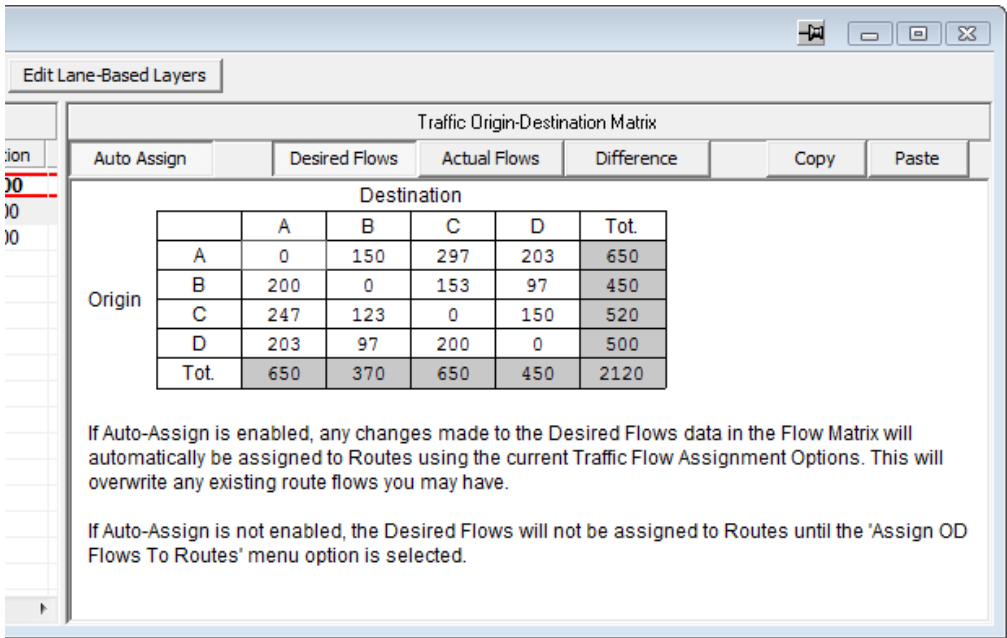 Edit Lane-Based Layers
Traffic Origin-Destination Matrix
Auto Assign Desired Flows Actual Flows Difference Copy Paste
Destination
A B C D Tot.
A 0 150 297 203 650
B 200 0 153 97 450
Origin
C 247 123 0 150 520
D 203 97 200 0 500
Tot. 650 370 650 450 2120
If Auto-Assign is enabled, any changes made to the Desired Flows data in the Flow Matrix will
automatically be assigned to Routes using the current Traffic Flow Assignment Options. This will
overwrite any existing route flows you may have.
If Auto-Assign is not enabled, the Desired Flows will not be assigned to Routes until the 'Assign OD
Flows To Routes' menu option is selected.